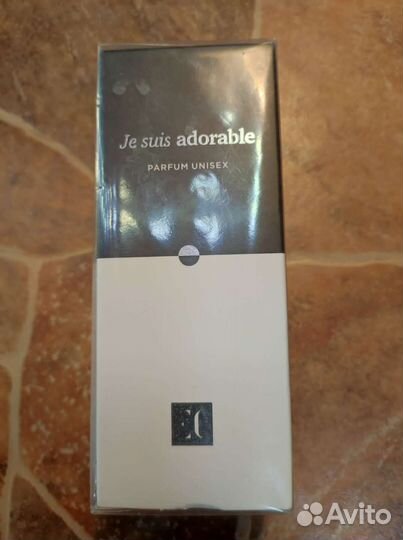 Je suis adorable
PARFUM UNISEX
Avito